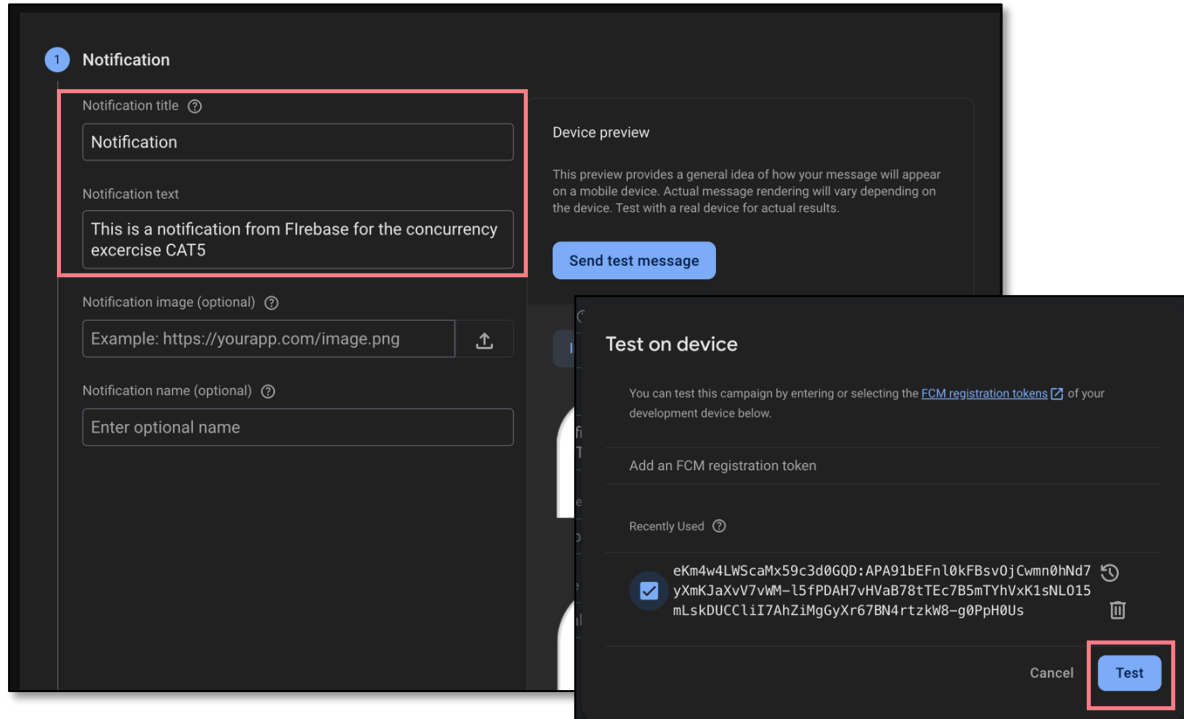 1 Notification
Notification title
Notification
Notification text
This is a notification from FIrebase for the concurrency
excercise CAT5
Notification image (optional)
Example: https://yourapp.com/image.png
Notification name (optional)
Enter optional name
Device preview
This preview provides a general idea of how your message will appear
on a mobile device. Actual message rendering will vary depending on
the device. Test with a real device for actual results.
Send test message
Test on device
You can test this campaign by entering or selecting the FCM registration tokens of your
development device below.
Add an FCM registration token
Recently Used
eKm4w4LWScaMx59c3d0GQD:APA91bEFnl0kFBsvOjCwmn0hNd7
yXmKJaXvV7vWM-l5fPDAH7vHVaB78tTEc7B5mTYhVxK1sNLO15
mLskDUCCliI7AhZiMgGyXr67BN4rtzkW8-g0PpH0Us
Cancel
Test